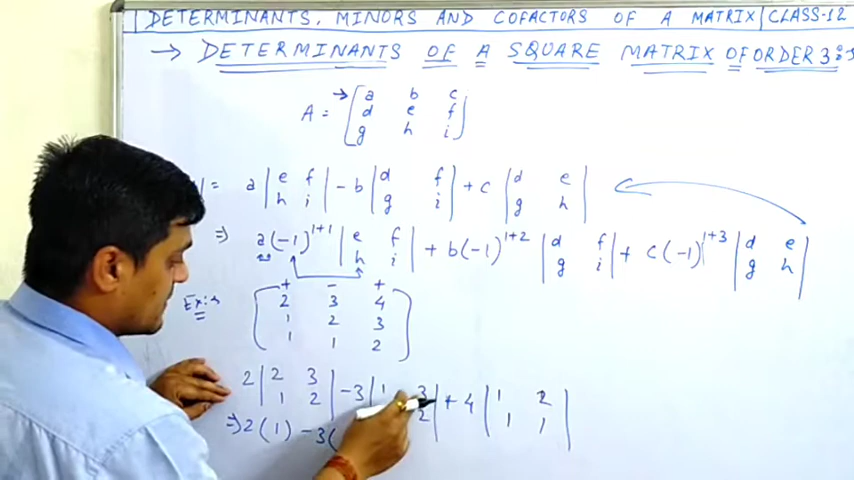 DETERMINANTS, MINORS AND COFACTORS OF A MATRIX | CLASS-12
→ DETERMINANTS OF A SQUARE MATRIX OF ORDER 3 :-
→ a b c
A = d e f
g h i
= a |e f| - b |d f| + c |d e|
|h i| |g i| |g h|
⇒ a(-1)^1+1 |e f| + b(-1)^1+2 |d f| + c(-1)^1+3 |d e|
|h i| |g i| |g h|
+ - +
Ex:- 2 3 4
1 2 3
1 1 2
2 |2 3| - 3 |1 3| + 4 |1 2|
|1 2| 2| |1 1|
⇒ 2(1) - 3(